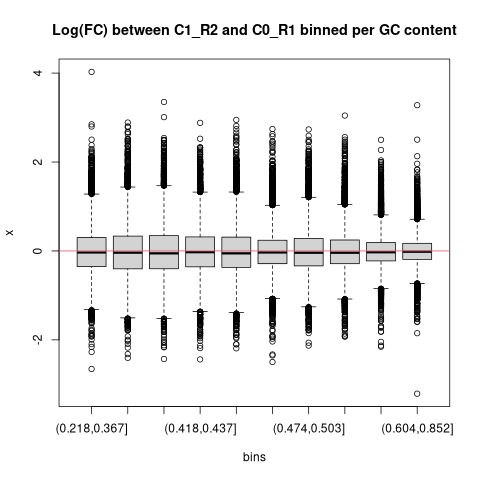 Log(FC) between C1_R2 and C0_R1 binned per GC content
4
2
0
-2
x
(0.218,0.367] (0.418,0.437] (0.474,0.503] (0.604,0.852]
bins